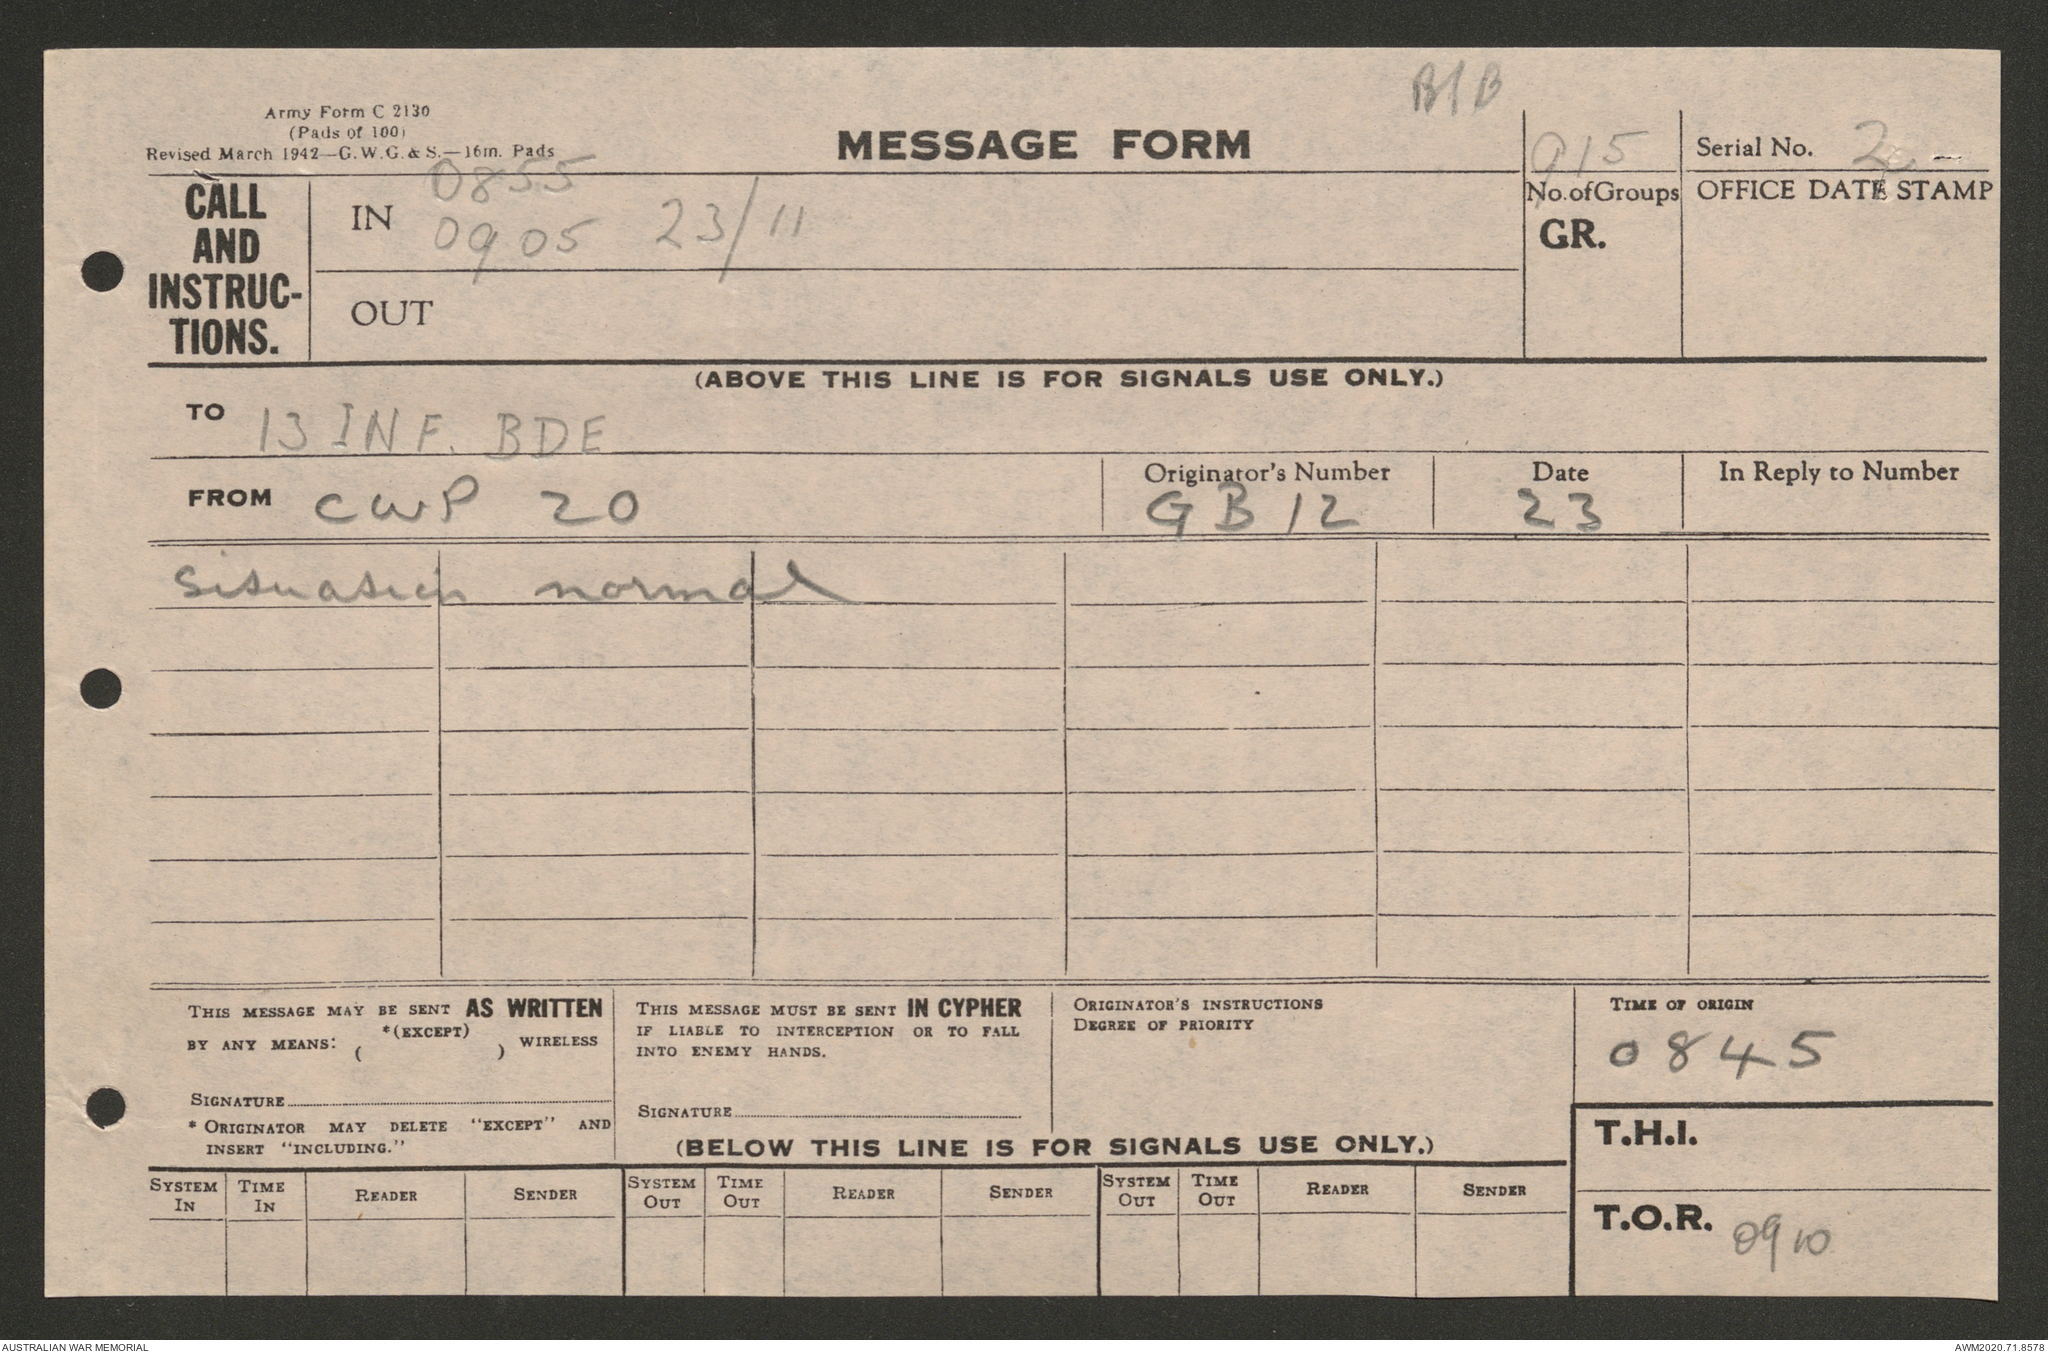 B/B
Army Form C 2130
(Pads of 100)
Revised March 1942—G.W.G.& S.—16m. Pads
MESSAGE FORM
915
Serial No.
CALL AND INSTRUC- TIONS.
IN 0855
0905 23/11
OUT
No. of Groups
GR.
OFFICE DATE STAMP
(ABOVE THIS LINE IS FOR SIGNALS USE ONLY.)
TO 13 INF. BDE
FROM CWP 20
Originator's Number
GB 12
Date
23
In Reply to Number
Situation normal
THIS MESSAGE MAY BE SENT AS WRITTEN
BY ANY MEANS: *(EXCEPT) ( ) WIRELESS
SIGNATURE
* ORIGINATOR MAY DELETE "EXCEPT" AND
INSERT "INCLUDING."
THIS MESSAGE MUST BE SENT IN CYPHER
IF LIABLE TO INTERCEPTION OR TO FALL
INTO ENEMY HANDS.
SIGNATURE
ORIGINATOR'S INSTRUCTIONS
DEGREE OF PRIORITY
TIME OF ORIGIN
0845
(BELOW THIS LINE IS FOR SIGNALS USE ONLY.)
T.H.I.
T.O.R. 0910
SYSTEM IN TIME IN READER SENDER SYSTEM OUT TIME OUT READER SENDER SYSTEM OUT TIME OUT READER SENDER
AUSTRALIAN WAR MEMORIAL
AWM2020.71.8578